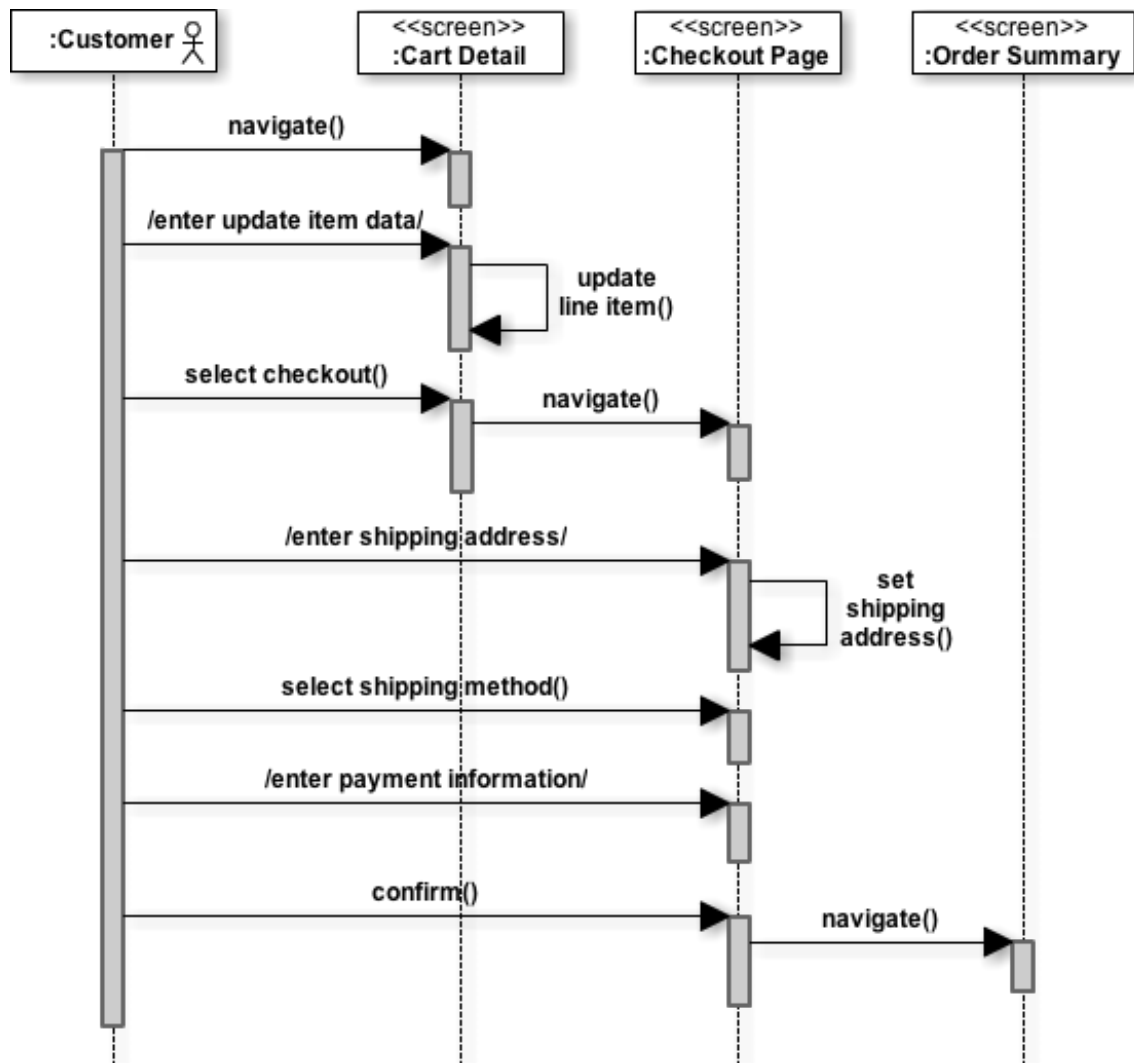 :Customer
<<screen>>
:Cart Detail
<<screen>>
:Checkout Page
<<screen>>
:Order Summary
navigate()
/enter update item data/
update
line item()
select checkout()
navigate()
/enter shipping address/
set
shipping
address()
select shipping method()
/enter payment information/
confirm()
navigate()